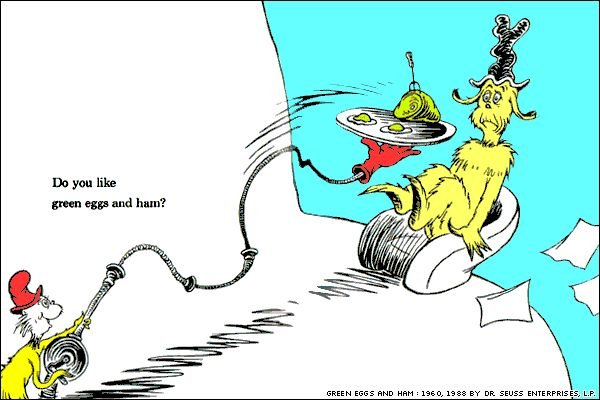 Do you like
green eggs and ham?
GREEN EGGS AND HAM : 1960, 1988 BY DR. SEUSS ENTERPRISES, L.P.